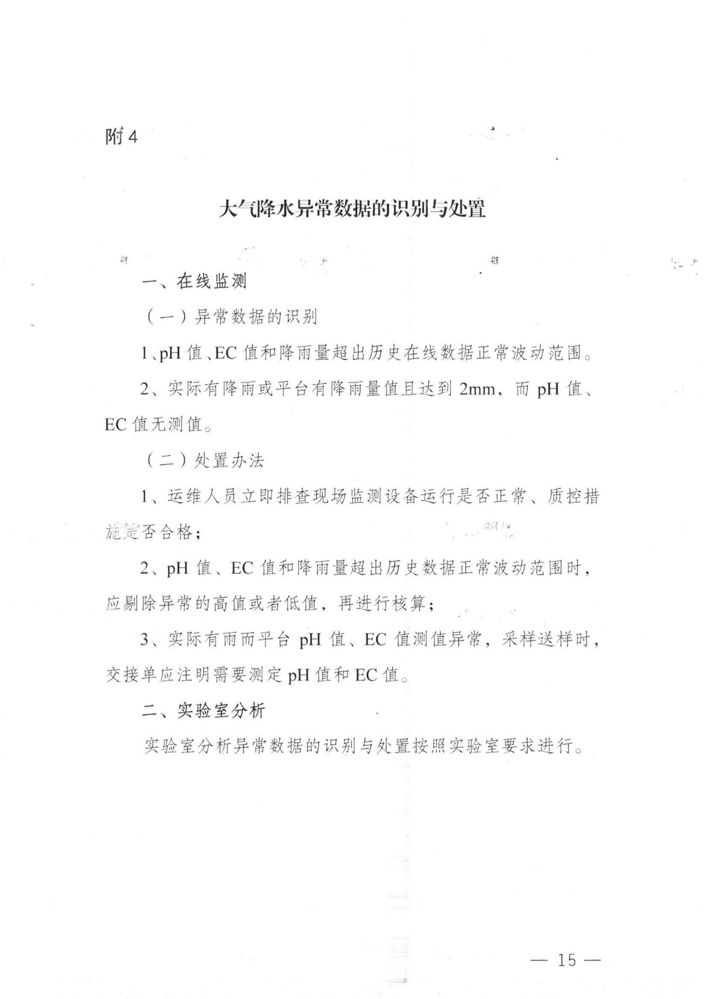 附 4
大气降水异常数据的识别与处置
一、在线监测
（一）异常数据的识别
1、pH 值、EC 值和降雨量超出历史在线数据正常波动范围。
2、实际有降雨或平台有降雨量值且达到 2mm，而 pH 值、
EC 值无测值。
（二）处置办法
1、运维人员立即排查现场监测设备运行是否正常、质控措
施是否合格；
2、pH 值、EC 值和降雨量超出历史数据正常波动范围时，
应剔除异常的高值或者低值，再进行核算；
3、实际有雨而平台 pH 值、EC 值测值异常，采样送样时，
交接单应注明需要测定 pH 值和 EC 值。
二、实验室分析
实验室分析异常数据的识别与处置按照实验室要求进行。
— 15 —